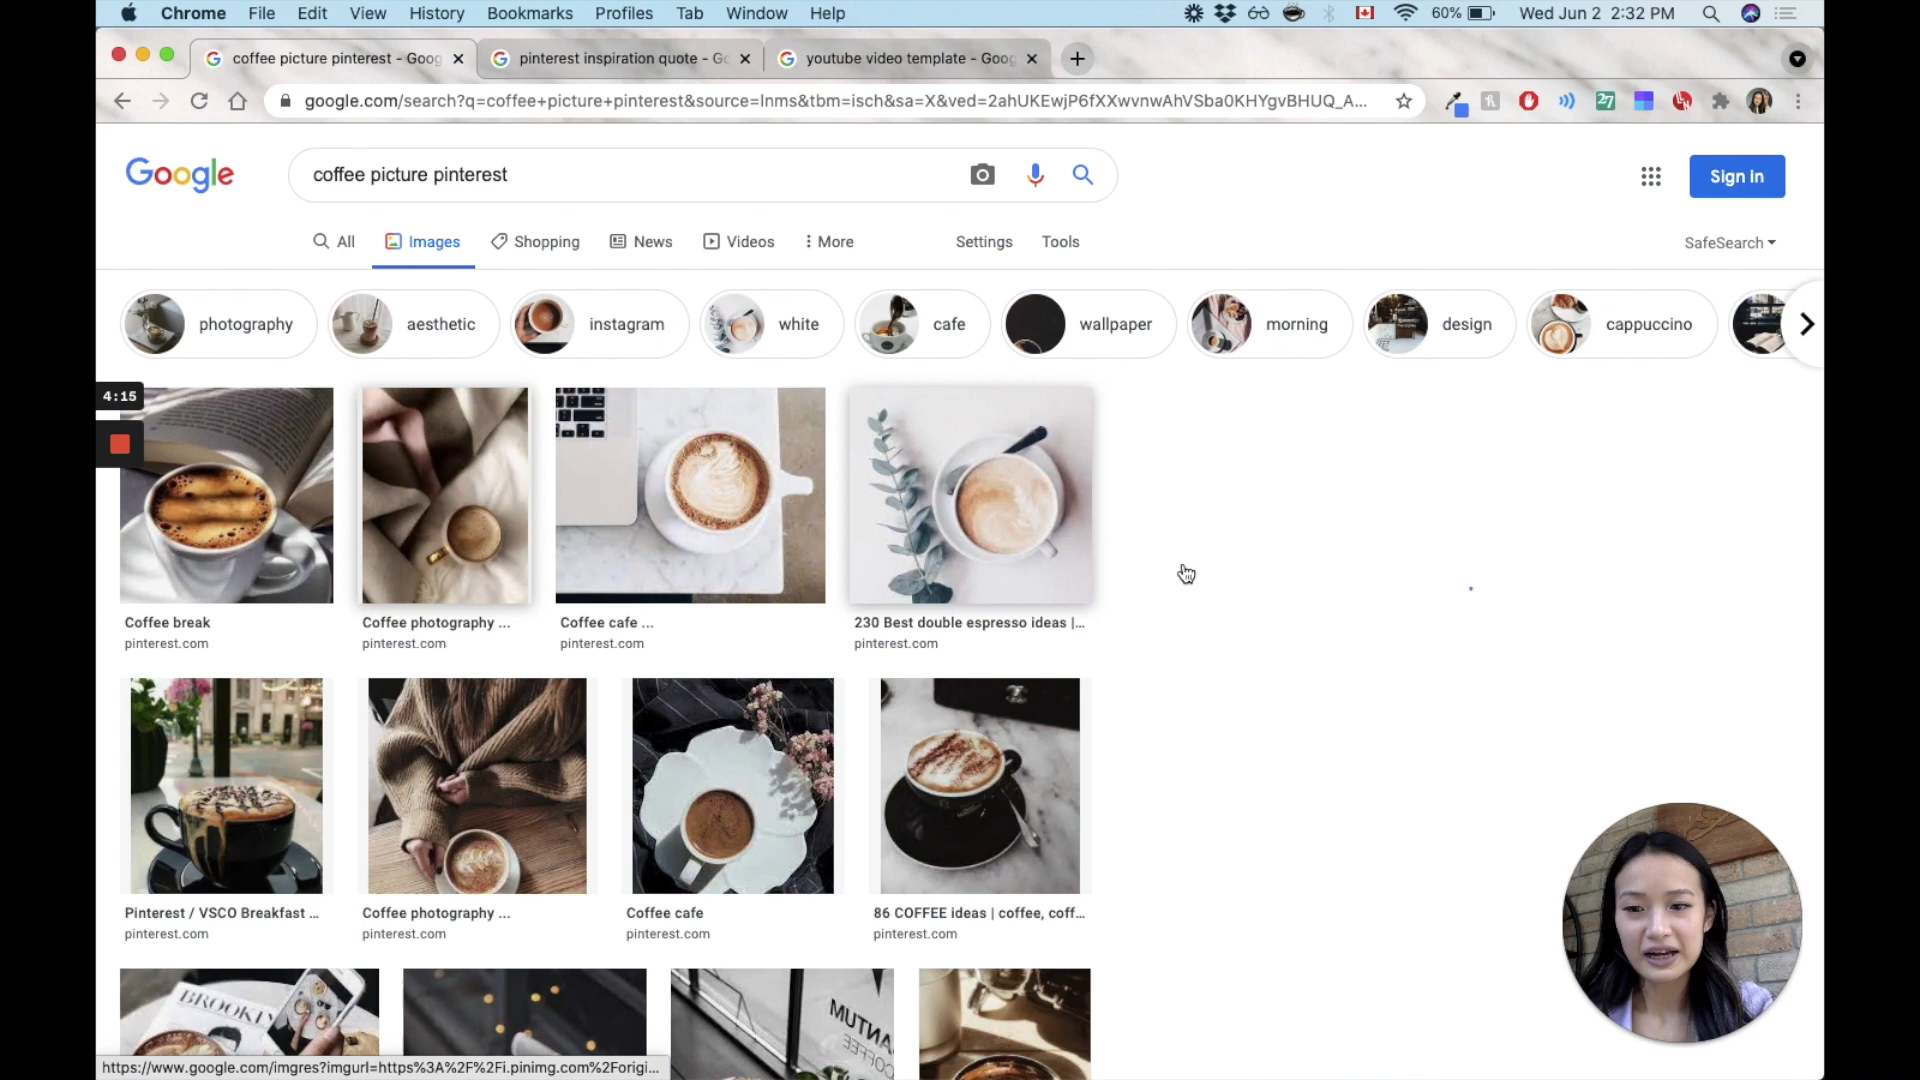 Chrome File Edit View History Bookmarks Profiles Tab Window Help 60% Wed Jun 2 2:32 PM
coffee picture pinterest - Goog
pinterest inspiration quote - Go
youtube video template - Goog
google.com/search?q=coffee+picture+pinterest&source=lnms&tbm=isch&sa=X&ved=2ahUKEwjP6fXXwvnwAhVSba0KHYgvBHUQ_A...
27
Google
coffee picture pinterest
Sign in
All Images Shopping News Videos More Settings Tools SafeSearch
photography aesthetic instagram white cafe wallpaper morning design cappuccino
4:15
Coffee break
pinterest.com
Coffee photography ...
pinterest.com
Coffee cafe ...
pinterest.com
230 Best double espresso ideas |...
pinterest.com
Pinterest / VSCO Breakfast ...
pinterest.com
Coffee photography ...
pinterest.com
Coffee cafe
pinterest.com
86 COFFEE ideas | coffee, coff...
pinterest.com
BROOKLY
ANTUM
COFFEE
https://www.google.com/imgres?imgurl=https%3A%2F%2Fi.pinimg.com%2Forigi...